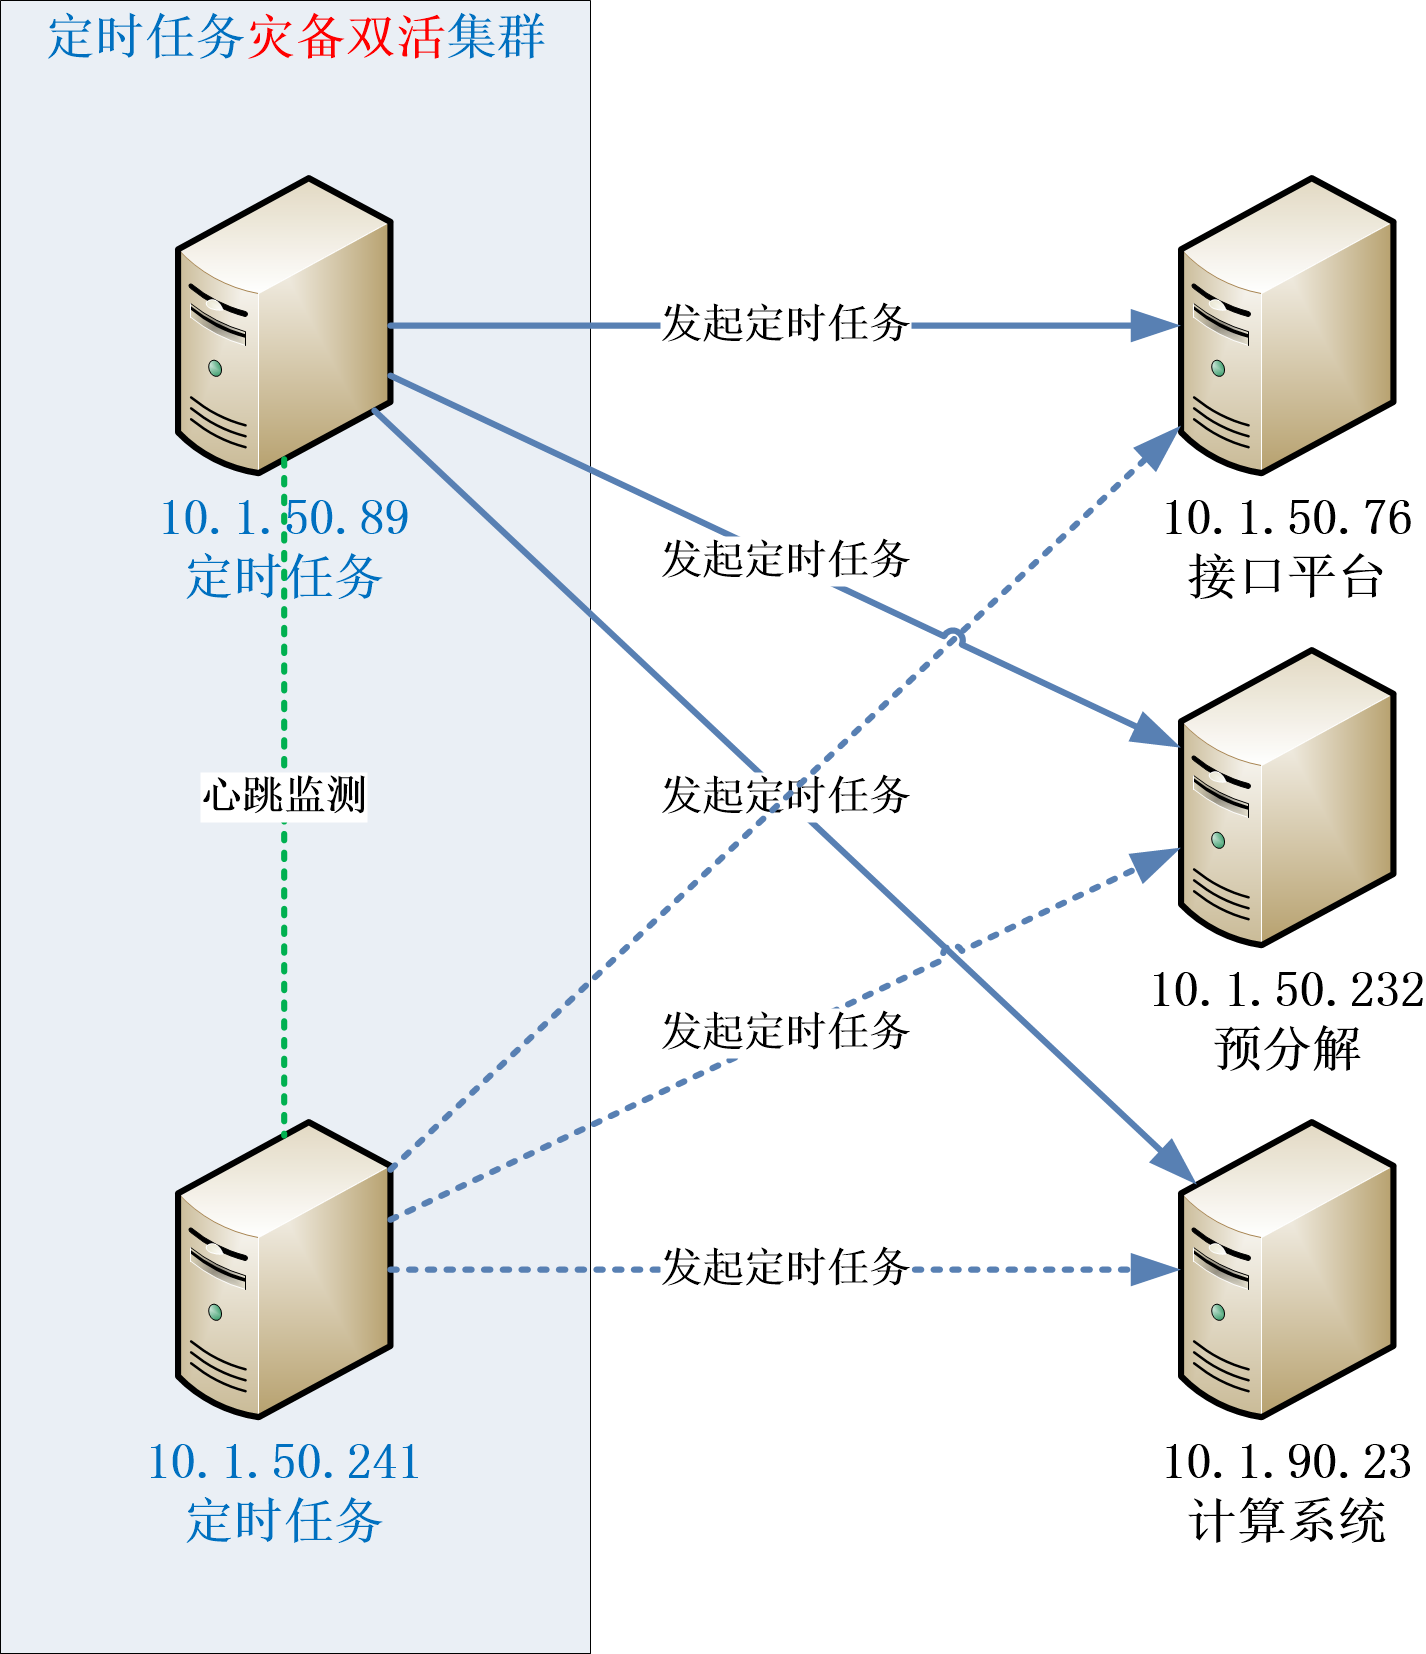 定时任务灾备双活集群
发起定时任务
10.1.50.89
定时任务
10.1.50.76
接口平台
发起定时任务
心跳监测
发起定时任务
10.1.50.232
预分解
发起定时任务
发起定时任务
10.1.50.241
定时任务
10.1.90.23
计算系统